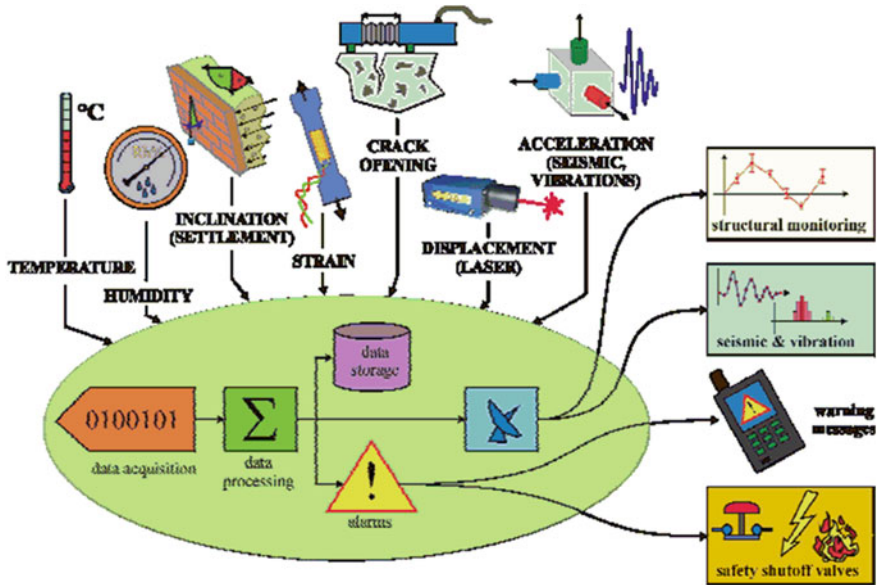 °C
CRACK
OPENING
ACCELERATION
(SEISMIC,
VIBRATIONS)
INCLINATION
(SETTLEMENT)
STRAIN
DISPLACEMENT
(LASER)
TEMPERATURE
HUMIDITY
structural monitoring
seismic & vibration
warning
messages
safety shutoff valves
data
storage
0100101
Σ
data acquisition
data
processing
!
alarms
!